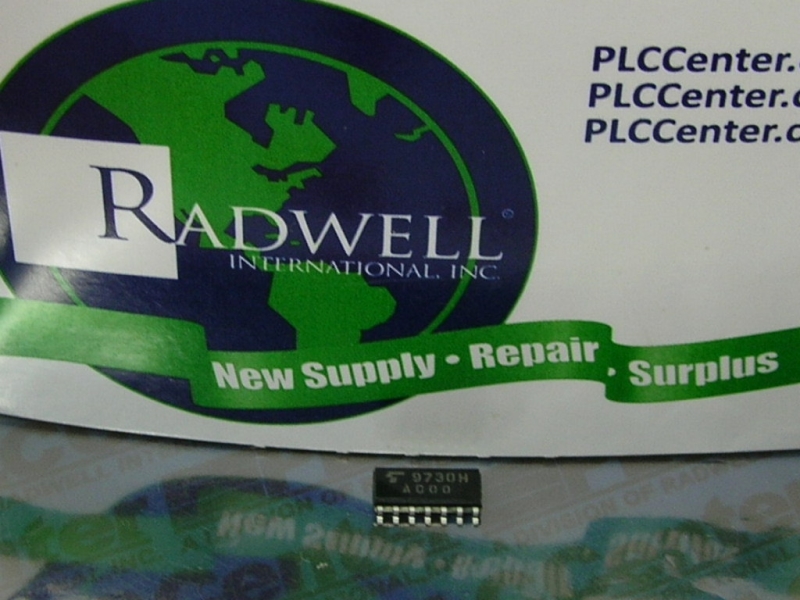 PLCCenter.
PLCCenter.
PLCCenter.
RADWELL
INTERNATIONAL, INC.
New Supply • Repair • Surplus
9730H
AC00